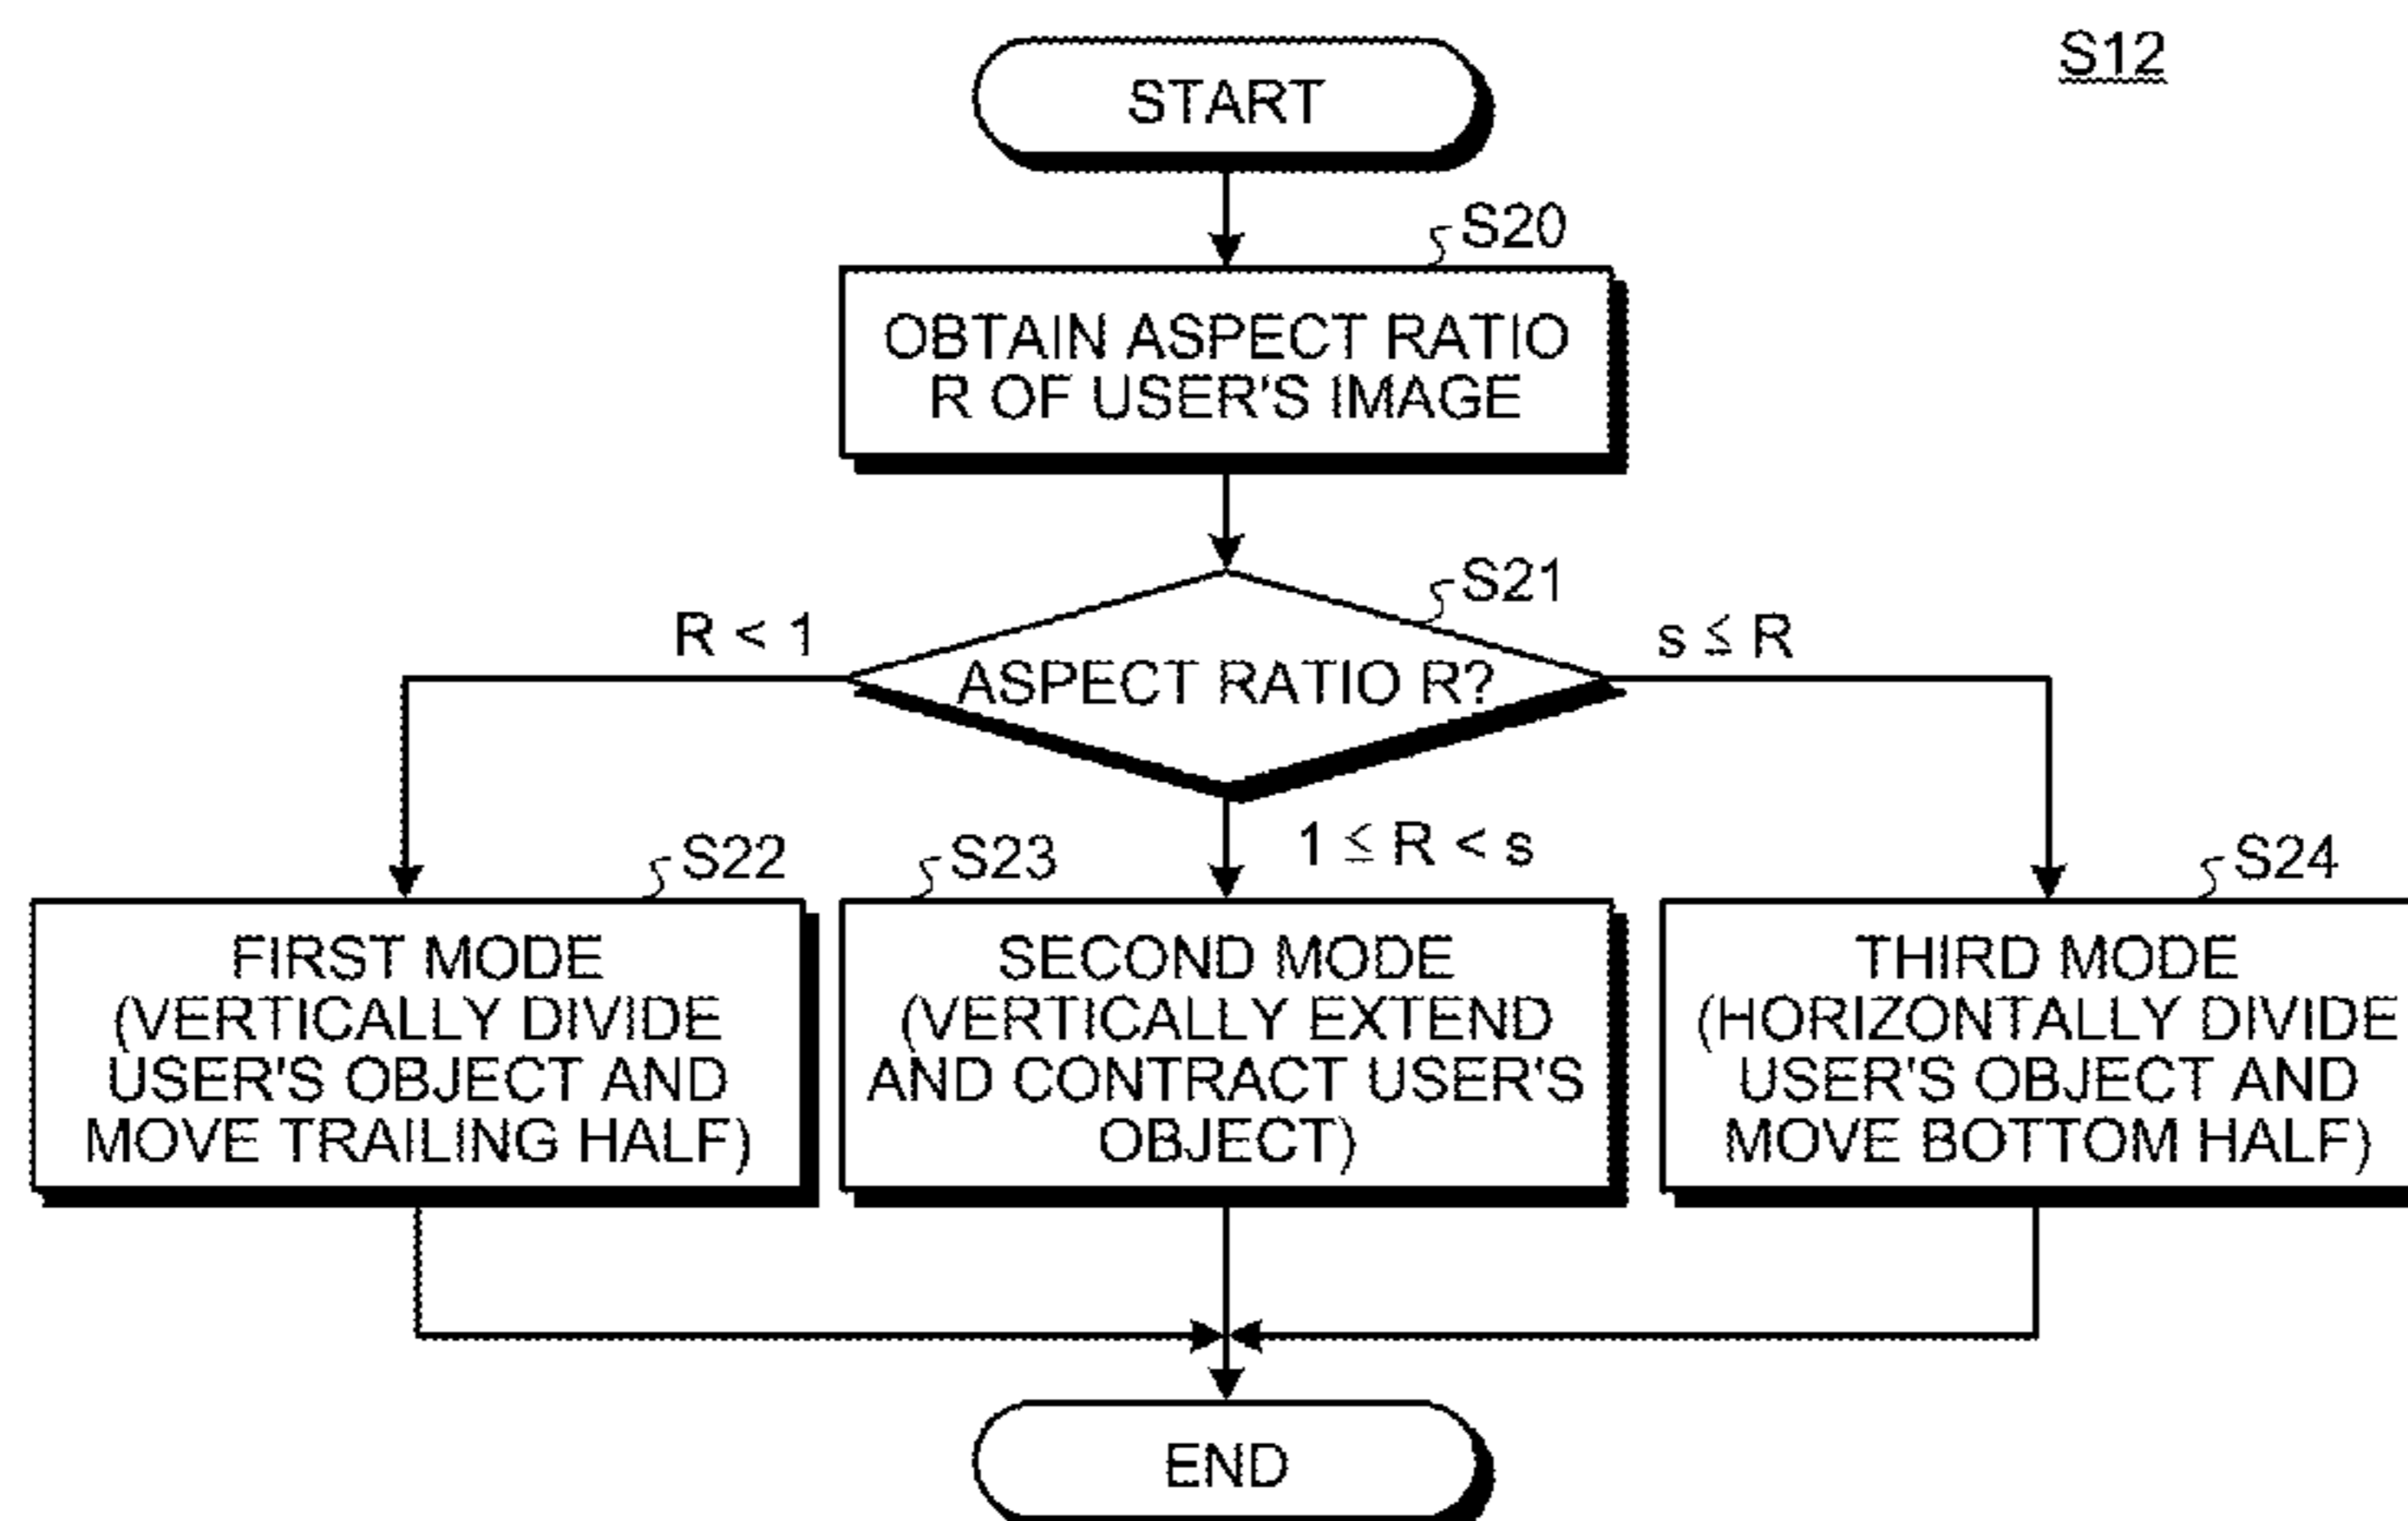 S12
START
S20
OBTAIN ASPECT RATIO
R OF USER'S IMAGE
S21
R < 1
ASPECT RATIO R?
s ≤ R
1 ≤ R < s
S22
FIRST MODE
(VERTICALLY DIVIDE
USER'S OBJECT AND
MOVE TRAILING HALF)
S23
SECOND MODE
(VERTICALLY EXTEND
AND CONTRACT USER'S
OBJECT)
S24
THIRD MODE
(HORIZONTALLY DIVIDE
USER'S OBJECT AND
MOVE BOTTOM HALF)
END